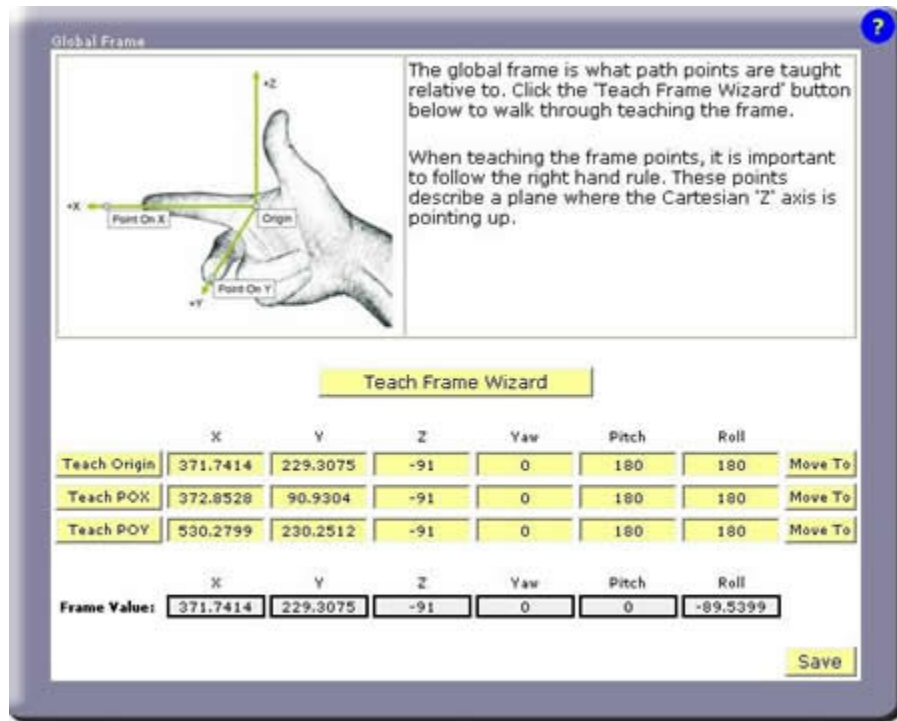 ?
Global Frame
+Z
+X
Point On X
Origin
Point On Y
+Y
The global frame is what path points are taught
relative to. Click the 'Teach Frame Wizard' button
below to walk through teaching the frame.
When teaching the frame points, it is important
to follow the right hand rule. These points
describe a plane where the Cartesian 'Z' axis is
pointing up.
Teach Frame Wizard
X Y Z Yaw Pitch Roll
Teach Origin 371.7414 229.3075 -91 0 180 180 Move To
Teach POX 372.8528 90.9304 -91 0 180 180 Move To
Teach POY 530.2799 230.2512 -91 0 180 180 Move To
X Y Z Yaw Pitch Roll
Frame Value: 371.7414 229.3075 -91 0 0 -89.5399
Save